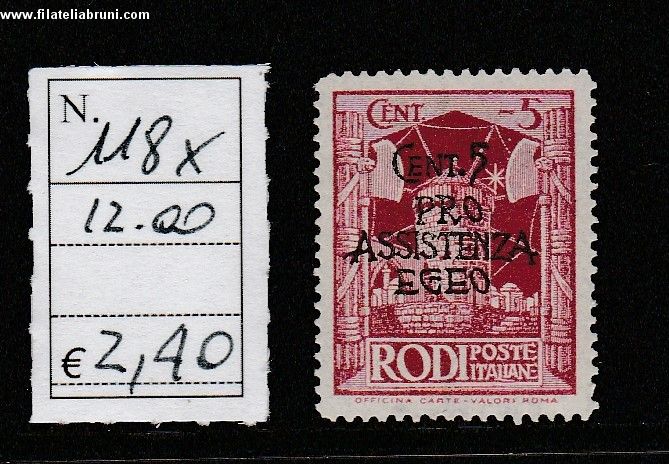 www.filateliabruni.com
N.
118 x
12.00
€ 2,40
CENT - 5
CENT. 5
PRO
ASSISTENZA
EGEO
RODI POSTE
ITALIANE
OFFICINA CARTE-VALORI ROMA